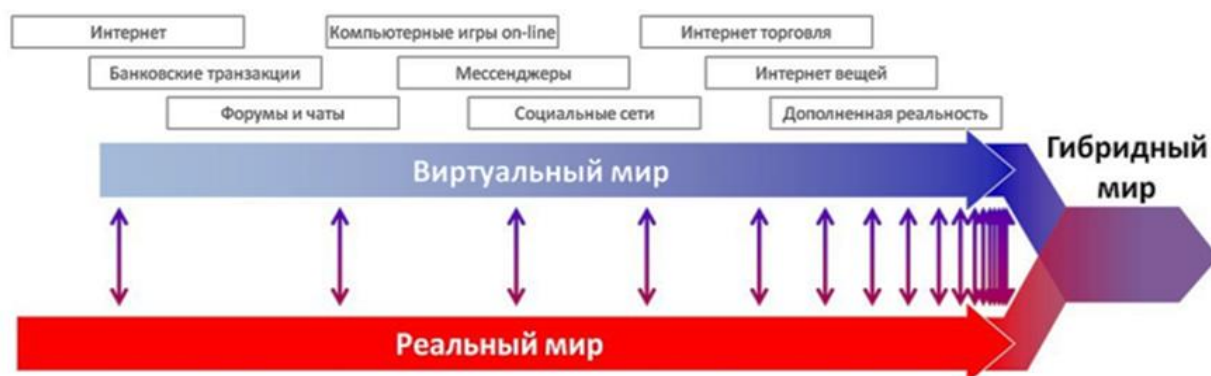 Интернет
Компьютерные игры on-line
Интернет торговля
Банковские транзакции
Мессенджеры
Интернет вещей
Форумы и чаты
Социальные сети
Дополненная реальность
Виртуальный мир
Гибридный
мир
Реальный мир